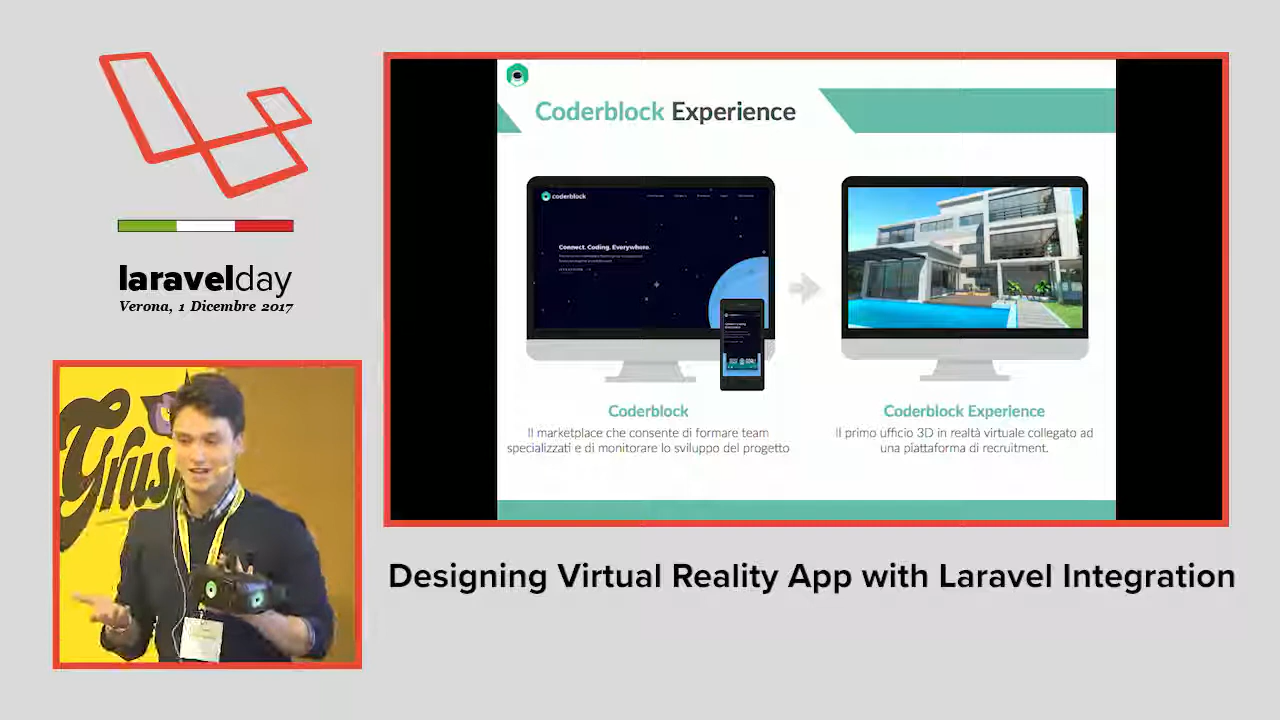 laravelday
Verona, 1 Dicembre 2017
Grus
Coderblock Experience
coderblock
Connect. Coding. Everywhere.
Coderblock
Il marketplace che consente di formare team
specializzati e di monitorare lo sviluppo del progetto
Coderblock Experience
Il primo ufficio 3D in realtà virtuale collegato ad
una piattaforma di recruitment.
Designing Virtual Reality App with Laravel Integration